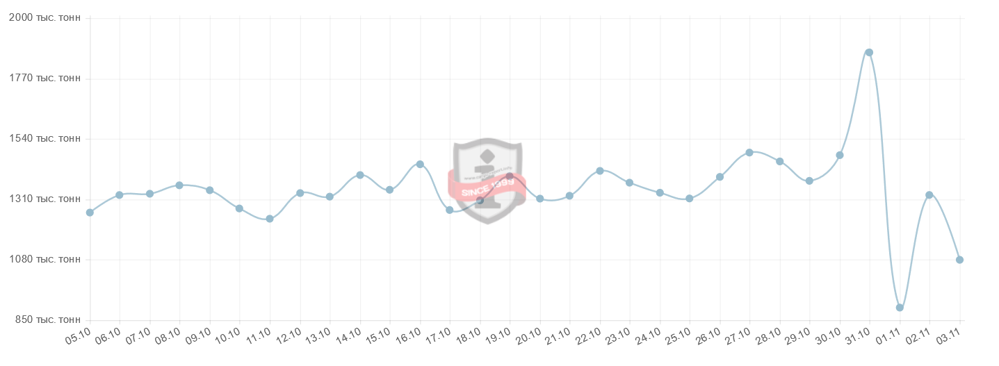 2000 тыс. тонн
1770 тыс. тонн
1540 тыс. тонн
1310 тыс. тонн
1080 тыс. тонн
850 тыс. тонн
SINCE 1999
05.10 06.10 07.10 08.10 09.10 10.10 11.10 12.10 13.10 14.10 15.10 16.10 17.10 18.10 19.10 20.10 21.10 22.10 23.10 24.10 25.10 26.10 27.10 28.10 29.10 30.10 31.10 01.11 02.11 03.11